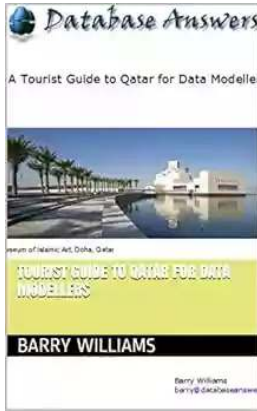 Database Answers
A Tourist Guide to Qatar for Data Modelle
useum of Islamic Art, Doha, Qatar
TOURIST GUIDE TO QATAR FOR DATA
MODELLERS
BARRY WILLIAMS
Barry Williams
barry@databaseanswe